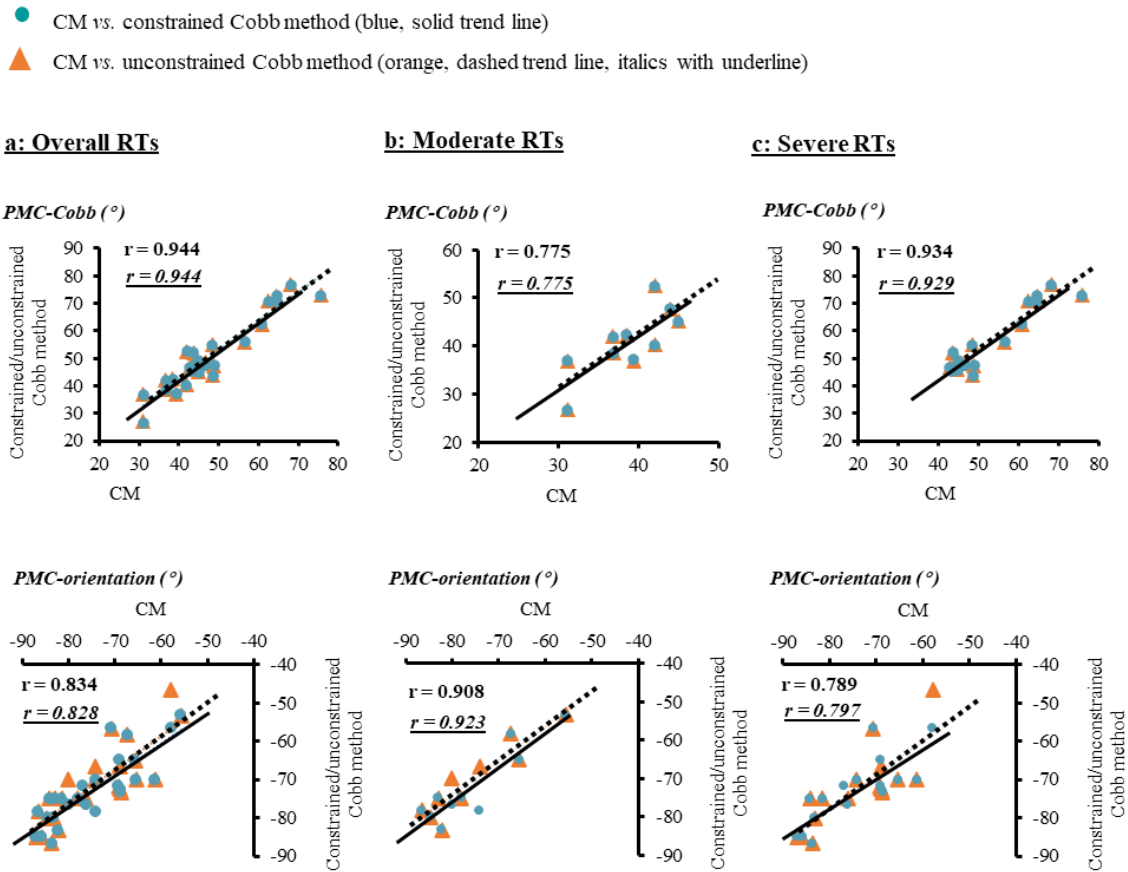 CM vs. constrained Cobb method (blue, solid trend line)
CM vs. unconstrained Cobb method (orange, dashed trend line, italics with underline)
a: Overall RTs
b: Moderate RTs
c: Severe RTs
PMC-Cobb (°)
r = 0.944
r = 0.944
Constrained/unconstrained
Cobb method
90
80
70
60
50
40
30
20
20 30 40 50 60 70 80
CM
PMC-Cobb (°)
r = 0.775
r = 0.775
Constrained/unconstrained
Cobb method
60
50
40
30
20
20 30 40 50
CM
PMC-Cobb (°)
r = 0.934
r = 0.929
Constrained/unconstrained
Cobb method
90
80
70
60
50
40
30
20
20 30 40 50 60 70 80
CM
PMC-orientation (°)
CM
-90 -80 -70 -60 -50 -40
r = 0.834
r = 0.828
-40
-50
-60
-70
-80
-90
Constrained/unconstrained
Cobb method
PMC-orientation (°)
CM
-90 -80 -70 -60 -50 -40
r = 0.908
r = 0.923
-40
-50
-60
-70
-80
-90
Constrained/unconstrained
Cobb method
PMC-orientation (°)
CM
-90 -80 -70 -60 -50 -40
r = 0.789
r = 0.797
-40
-50
-60
-70
-80
-90
Constrained/unconstrained
Cobb method